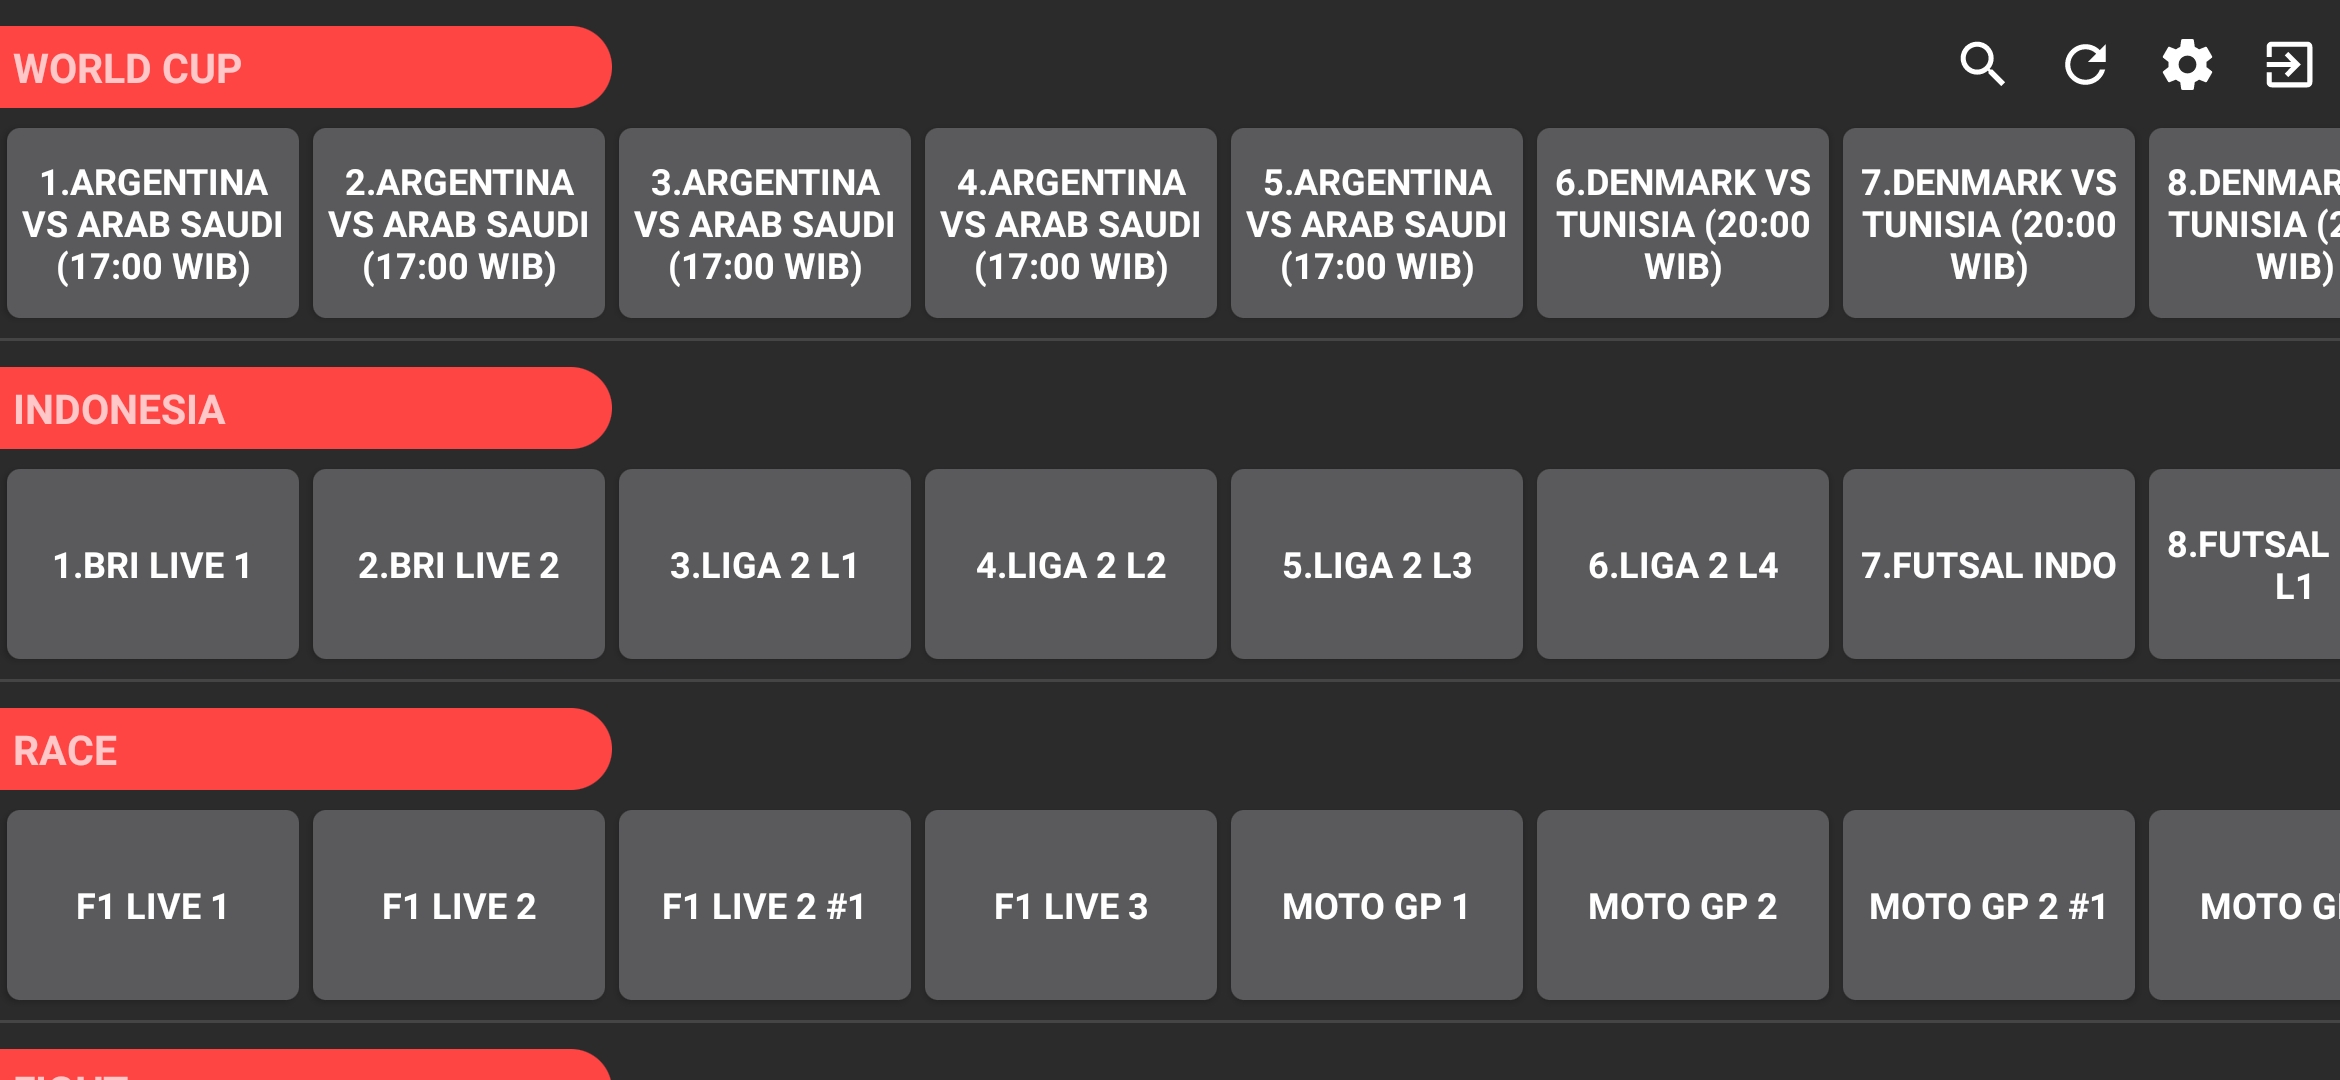 WORLD CUP
1.ARGENTINA
VS ARAB SAUDI
(17:00 WIB)
2.ARGENTINA
VS ARAB SAUDI
(17:00 WIB)
3.ARGENTINA
VS ARAB SAUDI
(17:00 WIB)
4.ARGENTINA
VS ARAB SAUDI
(17:00 WIB)
5.ARGENTINA
VS ARAB SAUDI
(17:00 WIB)
6.DENMARK VS
TUNISIA (20:00
WIB)
7.DENMARK VS
TUNISIA (20:00
WIB)
TUNISIA
WIB)
INDONESIA
1.BRI LIVE 1
2.BRI LIVE 2
3.LIGA 2 L1
4.LIGA 2 L2
5.LIGA 2 L3
6.LIGA 2 L4
7.FUTSAL INDO
8.FUTSAL
L1
RACE
F1 LIVE 1
F1 LIVE 2
F1 LIVE 2 #1
F1 LIVE 3
MOTO GP 1
MOTO GP 2
MOTO GP 2 #1
MOTO